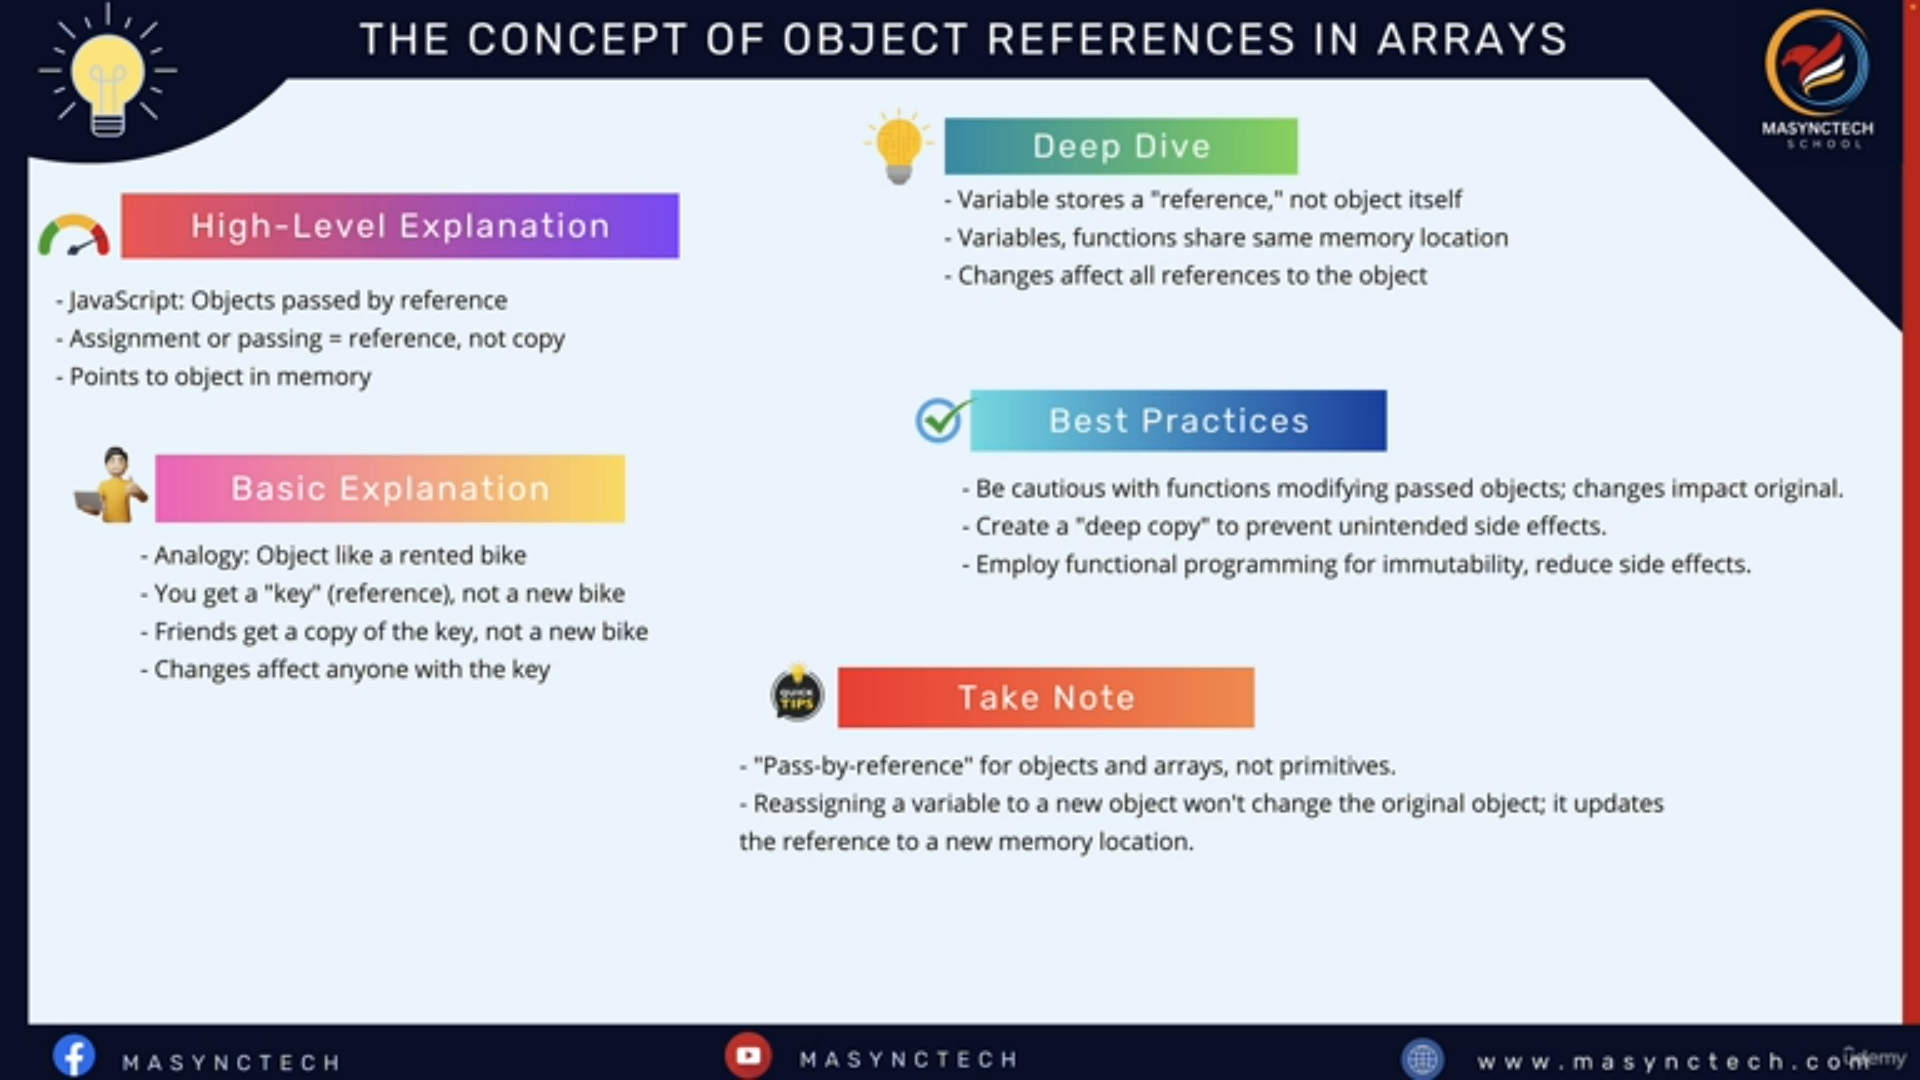 THE CONCEPT OF OBJECT REFERENCES IN ARRAYS
MASYNCTECH
SCHOOL
High-Level Explanation
- JavaScript: Objects passed by reference
- Assignment or passing = reference, not copy
- Points to object in memory
Basic Explanation
- Analogy: Object like a rented bike
- You get a "key" (reference), not a new bike
- Friends get a copy of the key, not a new bike
- Changes affect anyone with the key
Deep Dive
- Variable stores a "reference," not object itself
- Variables, functions share same memory location
- Changes affect all references to the object
Best Practices
- Be cautious with functions modifying passed objects; changes impact original.
- Create a "deep copy" to prevent unintended side effects.
- Employ functional programming for immutability, reduce side effects.
QUICK
TIPS
Take Note
- "Pass-by-reference" for objects and arrays, not primitives.
- Reassigning a variable to a new object won't change the original object; it updates
the reference to a new memory location.
MASYNCTECH
MASYNCTECH
www.masynctech.com
ûdemy